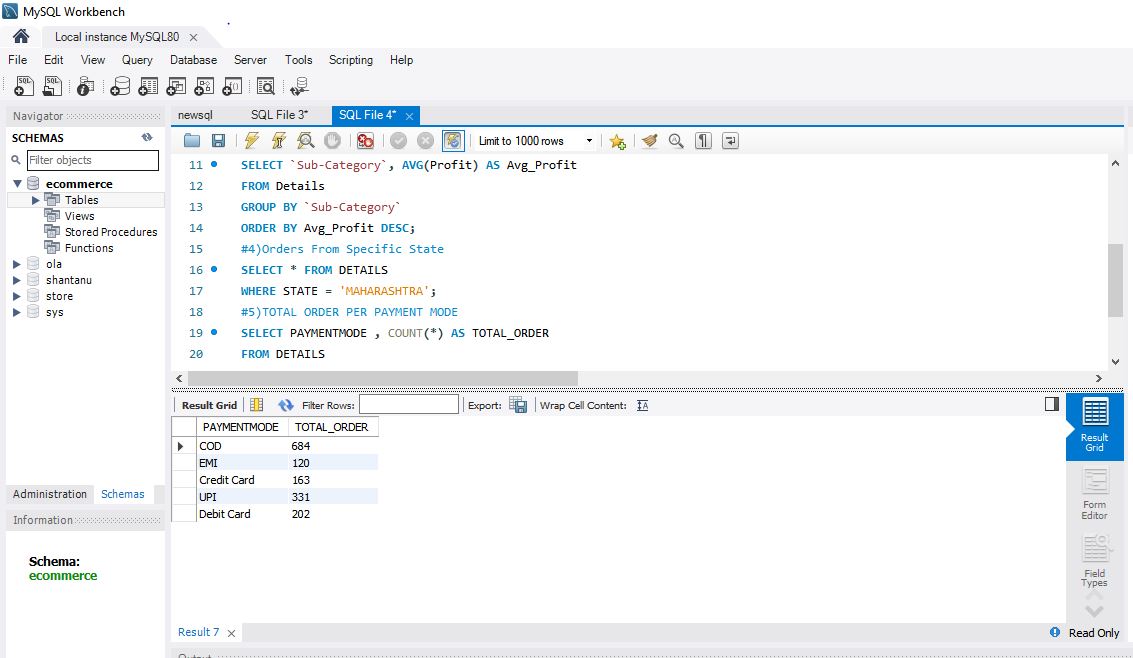 MySQL Workbench
Local instance MySQL80
File Edit View Query Database Server Tools Scripting Help
Navigator
SCHEMAS
Filter objects
ecommerce
Tables
Views
Stored Procedures
Functions
ola
shantanu
store
sys
Administration Schemas
Information
Schema:
ecommerce
newsql SQL File 3* SQL File 4*
Limit to 1000 rows
11 SELECT `Sub-Category`, AVG(Profit) AS Avg_Profit
12 FROM Details
13 GROUP BY `Sub-Category`
14 ORDER BY Avg_Profit DESC;
15 #4)Orders From Specific State
16 SELECT * FROM DETAILS
17 WHERE STATE = 'MAHARASHTRA';
18 #5)TOTAL ORDER PER PAYMENT MODE
19 SELECT PAYMENTMODE , COUNT(*) AS TOTAL_ORDER
20 FROM DETAILS
Result Grid Filter Rows: Export: Wrap Cell Content:
PAYMENTMODE TOTAL_ORDER
COD 684
EMI 120
Credit Card 163
UPI 331
Debit Card 202
Result Grid
Form Editor
Field Types
Result 7
Read Only
Output